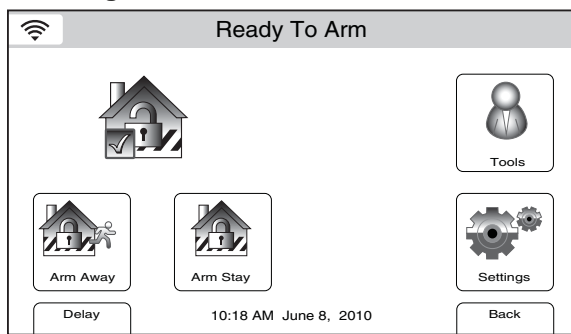 Ready To Arm
Tools
Arm Away
Arm Stay
Settings
Delay
10:18 AM June 8, 2010
Back